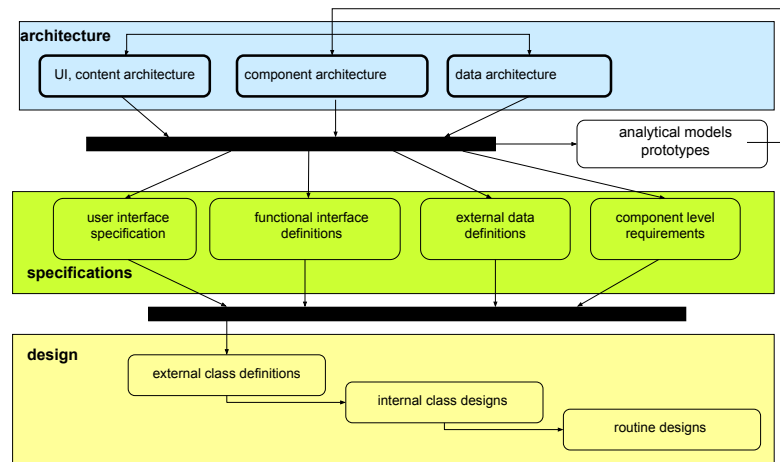 architecture
UI, content architecture
component architecture
data architecture
analytical models
prototypes
user interface
specification
functional interface
definitions
external data
definitions
component level
requirements
specifications
design
external class definitions
internal class designs
routine designs